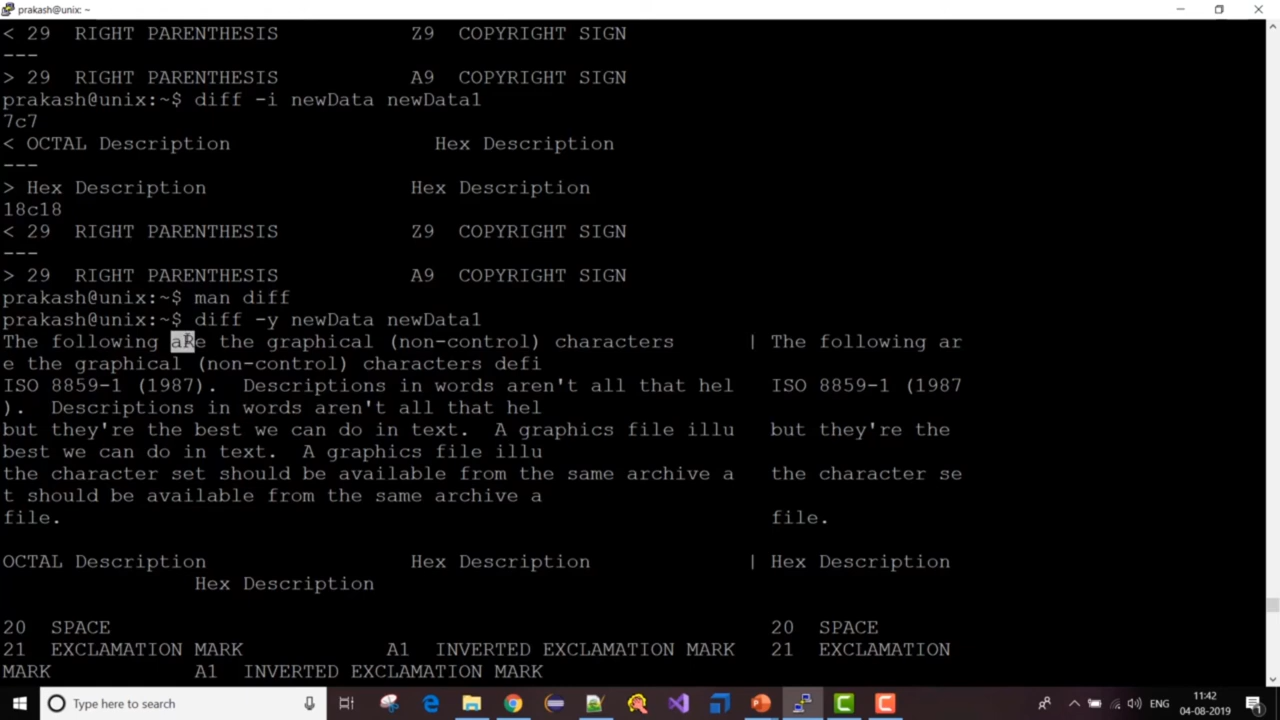 prakash@unix: ~
< 29  RIGHT PARENTHESIS           Z9  COPYRIGHT SIGN
---
> 29  RIGHT PARENTHESIS           A9  COPYRIGHT SIGN
prakash@unix:~$ diff -i newData newData1
7c7
< OCTAL Description                 Hex Description
---
> Hex Description                 Hex Description
18c18
< 29  RIGHT PARENTHESIS           Z9  COPYRIGHT SIGN
---
> 29  RIGHT PARENTHESIS           A9  COPYRIGHT SIGN
prakash@unix:~$ man diff
prakash@unix:~$ diff -y newData newData1
The following aRe the graphical (non-control) characters      | The following ar
e the graphical (non-control) characters defi
ISO 8859-1 (1987).  Descriptions in words aren't all that hel   ISO 8859-1 (1987
).  Descriptions in words aren't all that hel
but they're the best we can do in text.  A graphics file illu   but they're the
best we can do in text.  A graphics file illu
the character set should be available from the same archive a   the character se
t should be available from the same archive a
file.                                                           file.
OCTAL Description                 Hex Description             | Hex Description
                Hex Description
20  SPACE                                                       20  SPACE
21  EXCLAMATION MARK            A1  INVERTED EXCLAMATION MARK   21  EXCLAMATION
MARK            A1  INVERTED EXCLAMATION MARK
Type here to search
ENG
11:42
04-08-2019
1